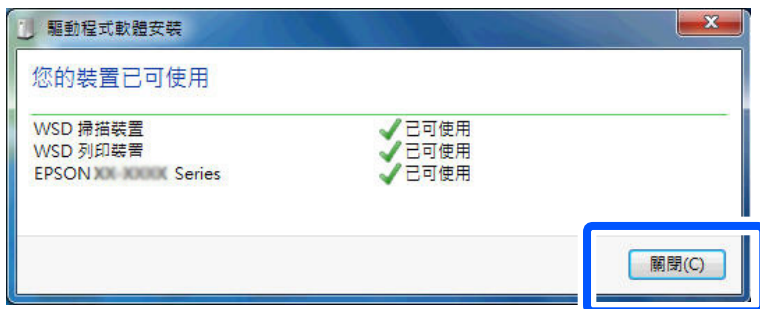 驅動程式軟體安裝
您的裝置已可使用
WSD 掃描裝置 已可使用
WSD 列印裝置 已可使用
EPSON Series 已可使用
關閉(C)